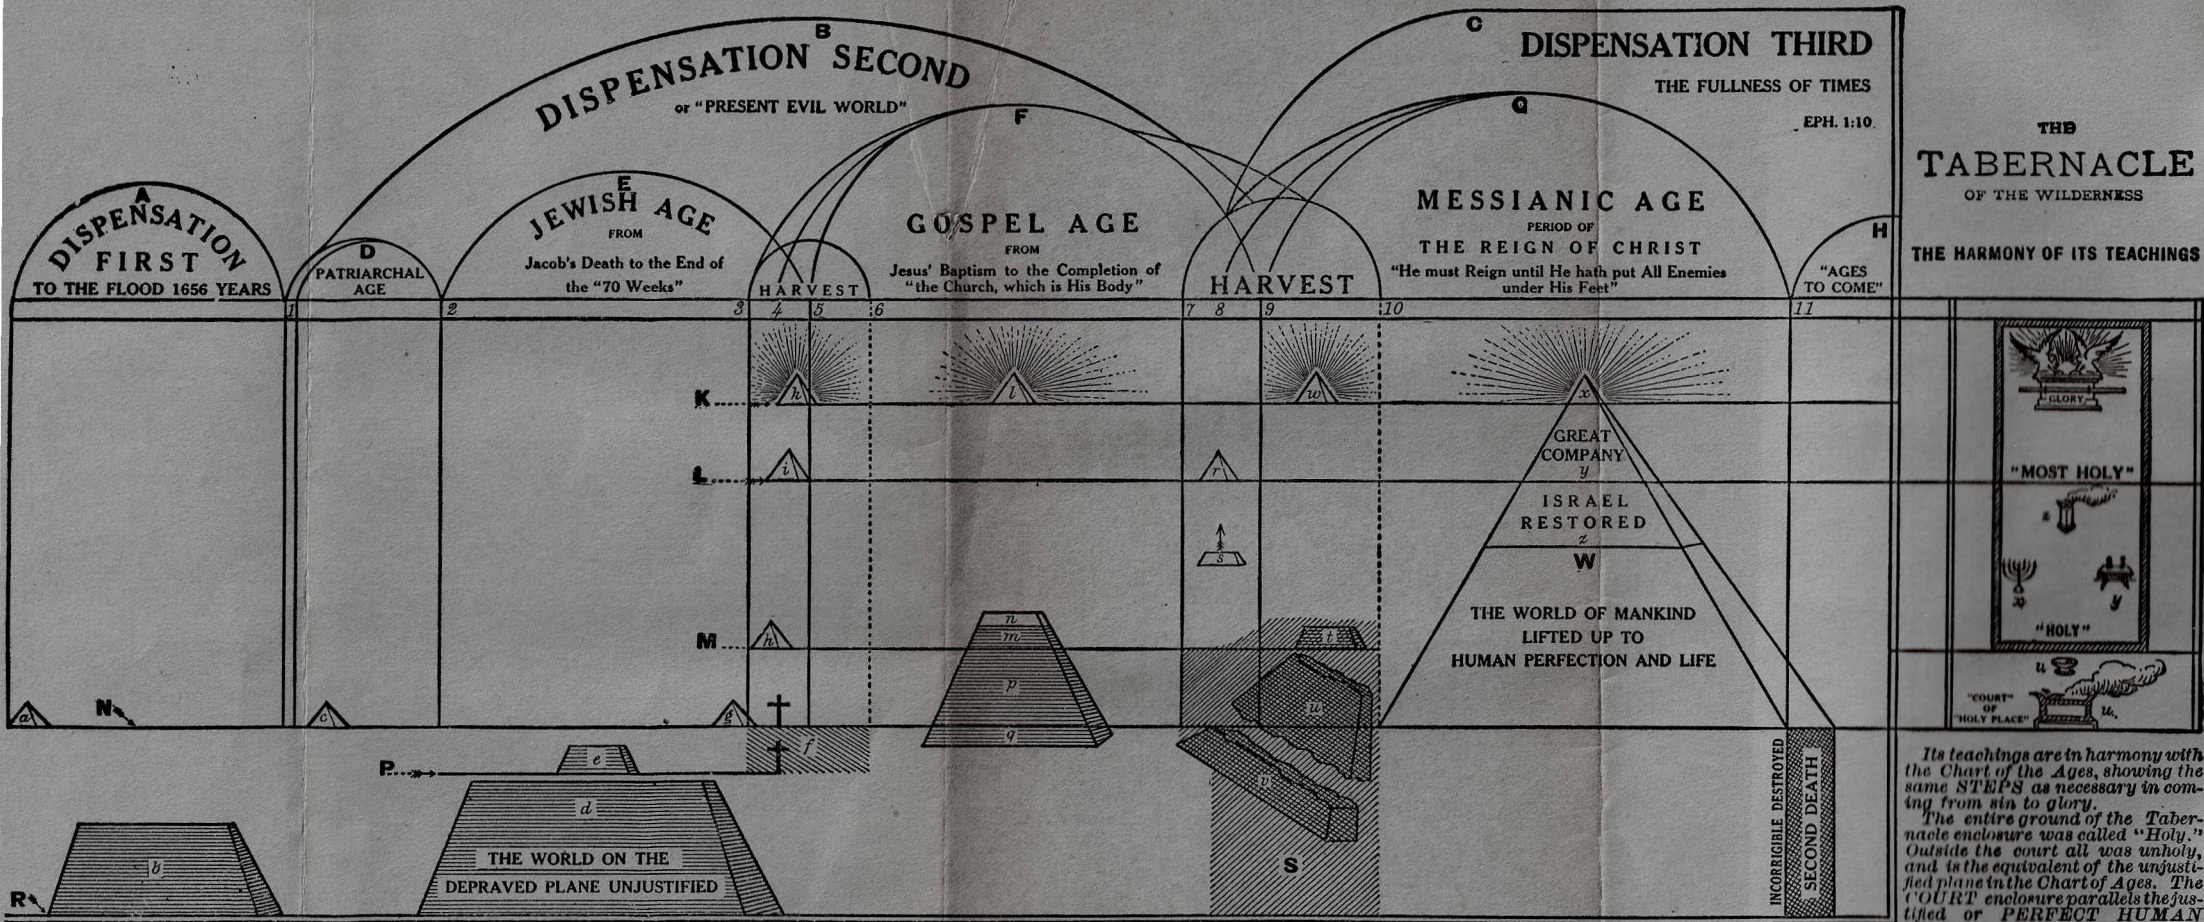 A
DISPENSATION
FIRST
TO THE FLOOD 1656 YEARS
B
DISPENSATION SECOND
or "PRESENT EVIL WORLD"
C
DISPENSATION THIRD
THE FULLNESS OF TIMES
EPH. 1:10.
D
PATRIARCHAL
AGE
E
JEWISH AGE
FROM
Jacob's Death to the End of
the "70 Weeks"
HARVEST
F
GOSPEL AGE
FROM
Jesus' Baptism to the Completion of
"the Church, which is His Body"
HARVEST
G
MESSIANIC AGE
PERIOD OF
THE REIGN OF CHRIST
"He must Reign until He hath put All Enemies
under His Feet"
H
"AGES
TO COME"
1 2 3 4 5 6 7 8 9 10 11
K
k l w x
L
i r
GREAT
COMPANY
y
ISRAEL
RESTORED
z
s
W
THE WORLD OF MANKIND
LIFTED UP TO
HUMAN PERFECTION AND LIFE
M
h
n
m
p
q
t
u
v
N
a c g
P
e
f
d
THE WORLD ON THE
DEPRAVED PLANE UNJUSTIFIED
R
b
S
INCORRIGIBLE DESTROYED
SECOND DEATH
THE
TABERNACLE
OF THE WILDERNESS
THE HARMONY OF ITS TEACHINGS
GLORY
"MOST HOLY"
z
x
y
"HOLY"
u
"COURT"
OF
"HOLY PLACE"
u.
Its teachings are in harmony with
the Chart of the Ages, showing the
same STEPS as necessary in com-
ing from sin to glory.
The entire ground of the Taber-
nacle enclosure was called "Holy."
Outside the court all was unholy,
and is the equivalent of the unjusti-
fied plane in the Chart of Ages. The
COURT enclosure parallels the jus-
tified or PERFECT HUMAN